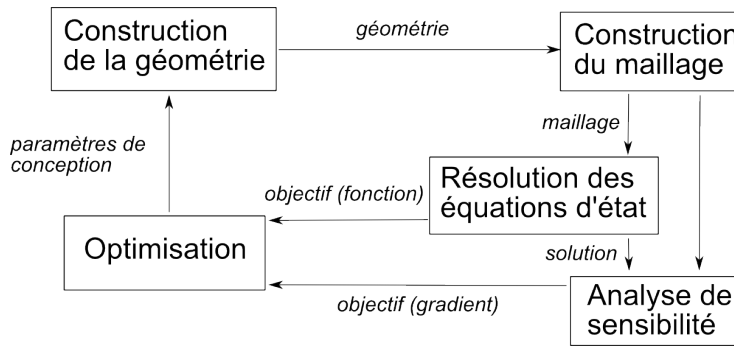 Construction
de la géométrie
géométrie
Construction
du maillage
maillage
paramètres de
conception
Résolution des
équations d'état
objectif (fonction)
Optimisation
solution
objectif (gradient)
Analyse de
sensibilité